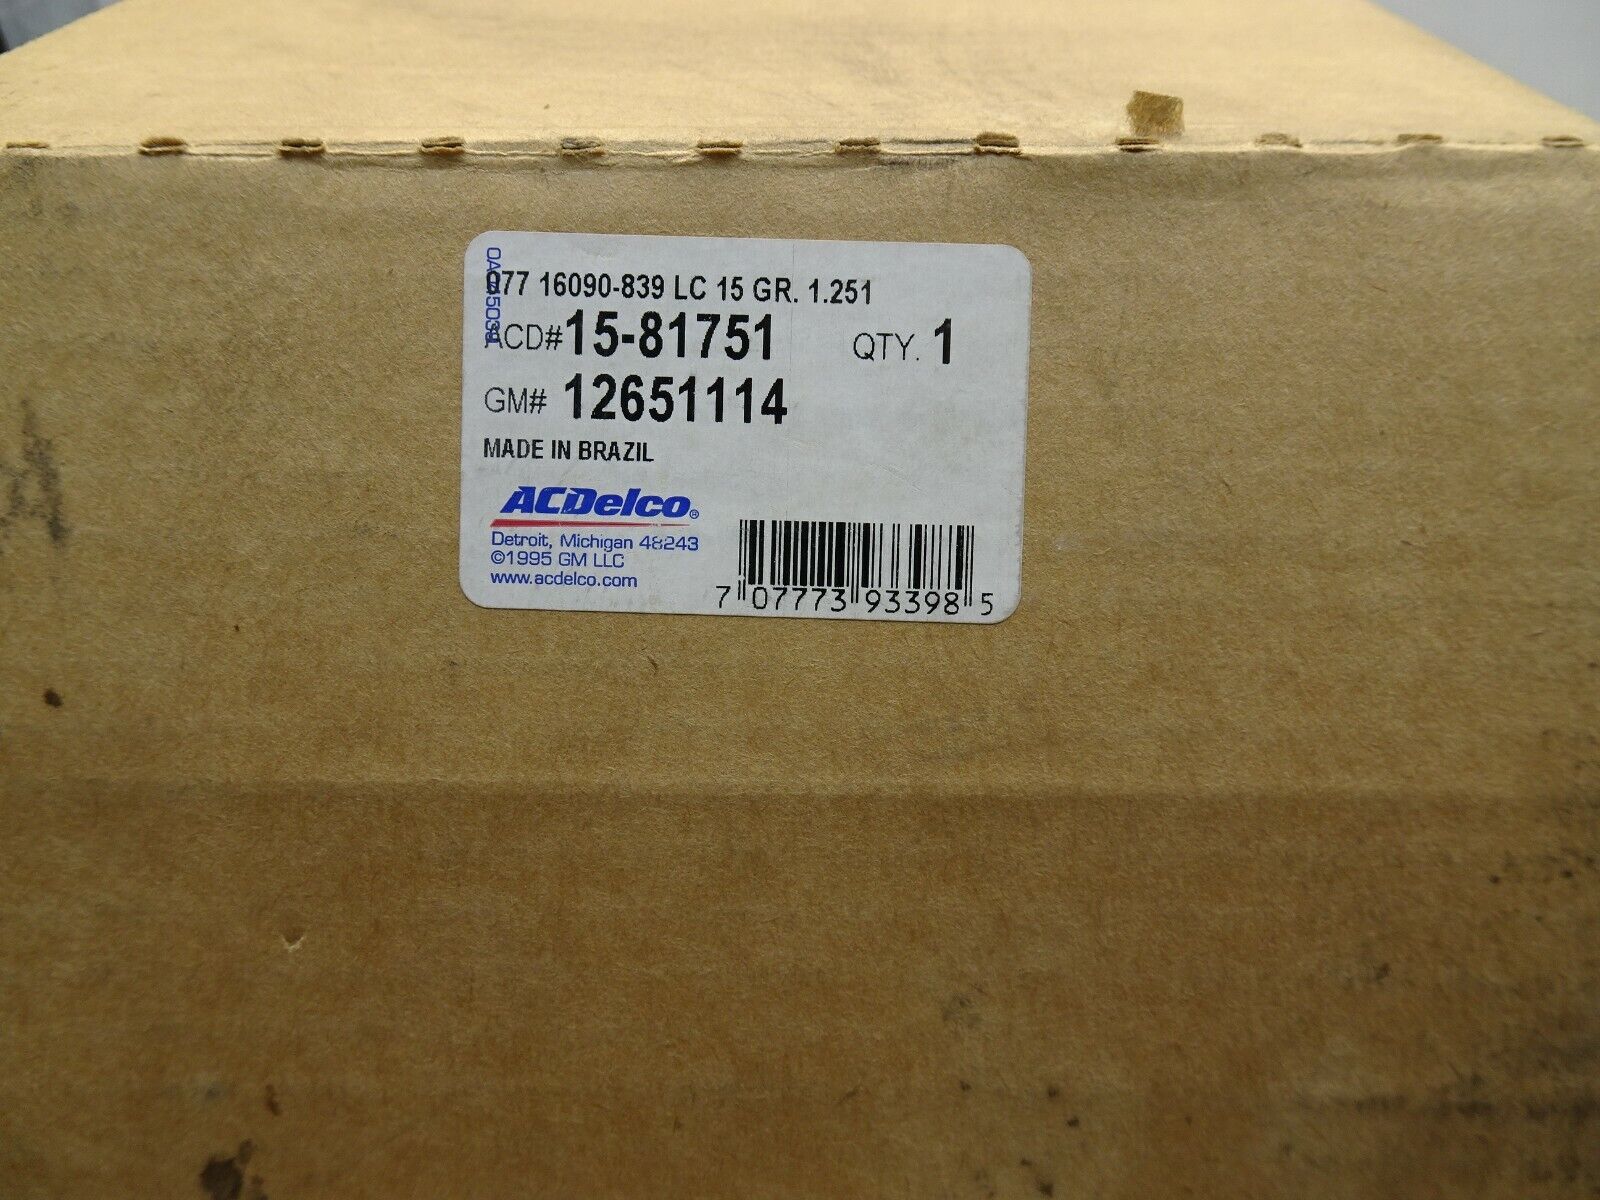 077 16090-839 LC 15 GR. 1.251
ACD# 15-81751 QTY. 1
GM# 12651114
MADE IN BRAZIL
ACDelco®
Detroit, Michigan 48243
©1995 GM LLC
www.acdelco.com
7 07773 93398 5